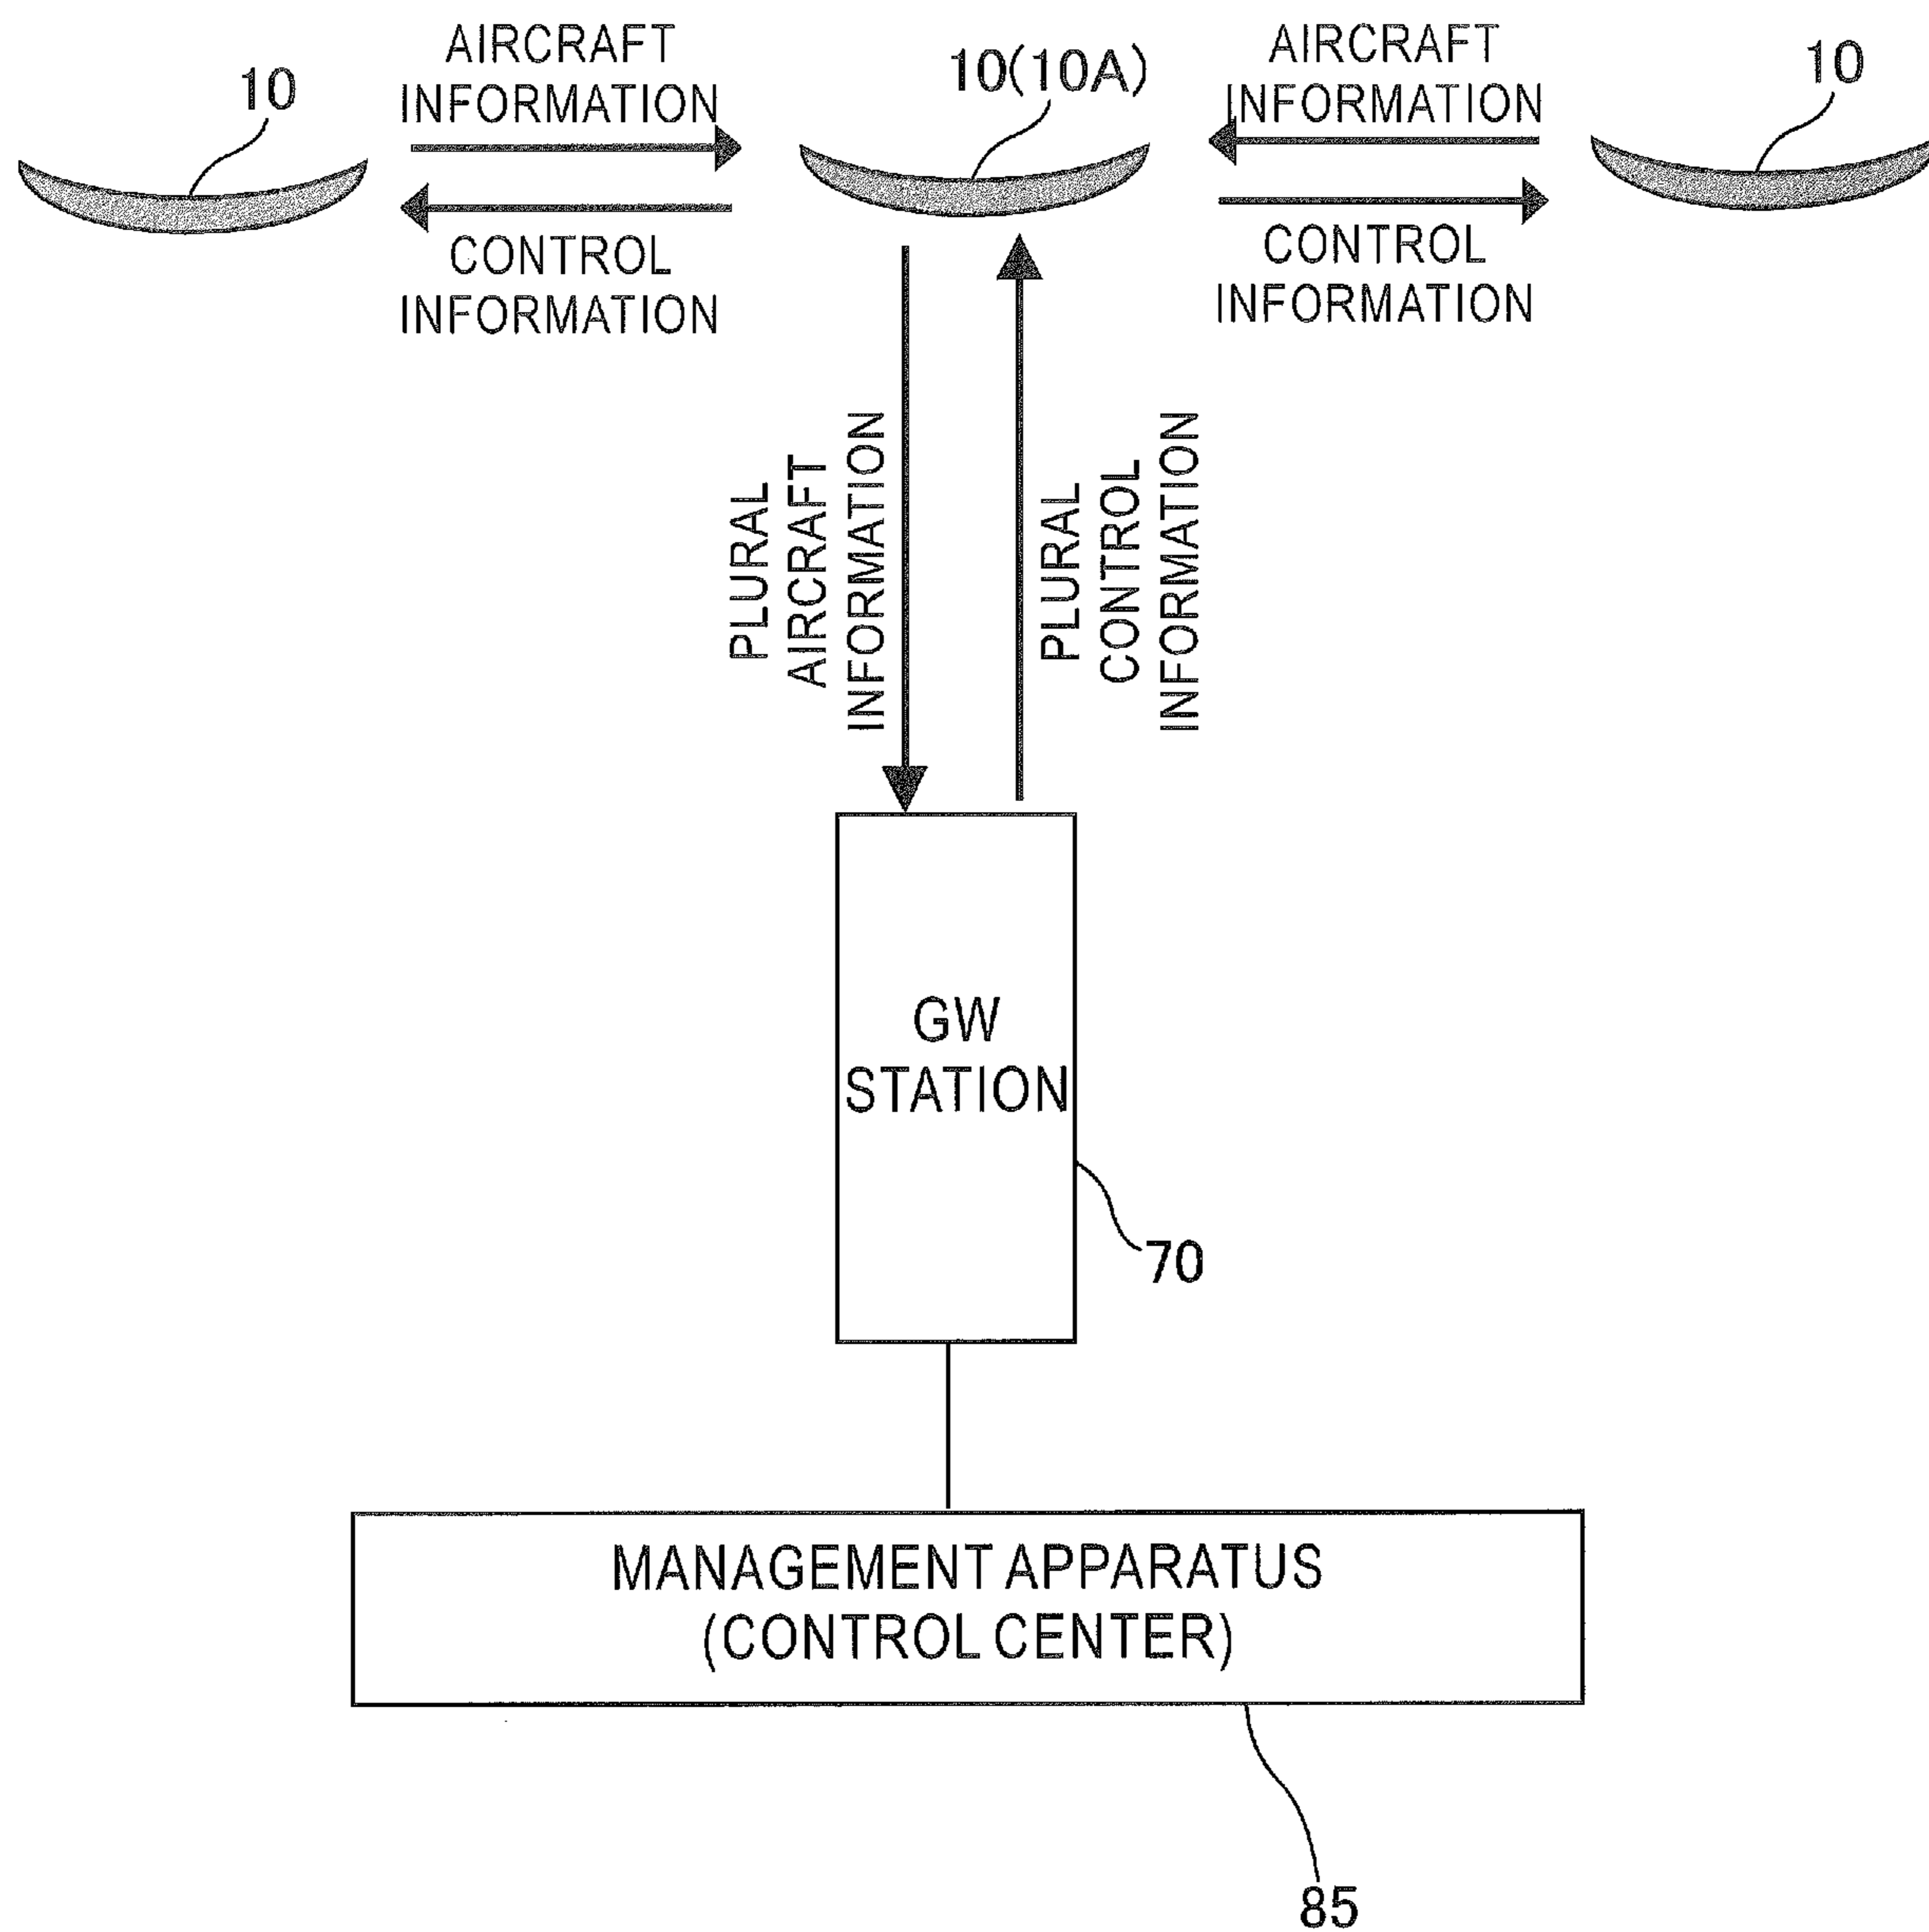 10
AIRCRAFT
INFORMATION
10(10A)
AIRCRAFT
INFORMATION
10
CONTROL
INFORMATION
CONTROL
INFORMATION
PLURAL
AIRCRAFT
INFORMATION
PLURAL
CONTROL
INFORMATION
GW
STATION
70
MANAGEMENT APPARATUS
(CONTROL CENTER)
85